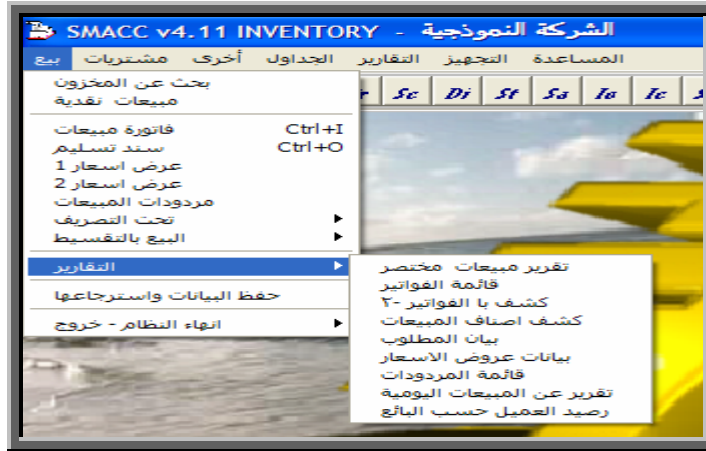 SMACC v4.11 INVENTORY - الشركة النموذجية
بيع مشتريات أخرى الجداول التقارير التجهيز المساعدة
Sc Di St Sa Ia Ic
بحث عن المخزون
مبيعات نقدية
فاتورة مبيعات Ctrl+I
سند تسليم Ctrl+O
عرض اسعار 1
عرض اسعار 2
مردودات المبيعات
تحت التصريف
البيع بالتقسيط
التقارير
حفظ البيانات واسترجاعها
انهاء النظام - خروج
تقرير مبيعات مختصر
قائمة الفواتير
كشف با الفواتير -٢
كشف اصناف المبيعات
بيان المطلوب
بيانات عروض الاسعار
قائمة المردودات
تقرير عن المبيعات اليومية
رصيد العميل حسب البائع